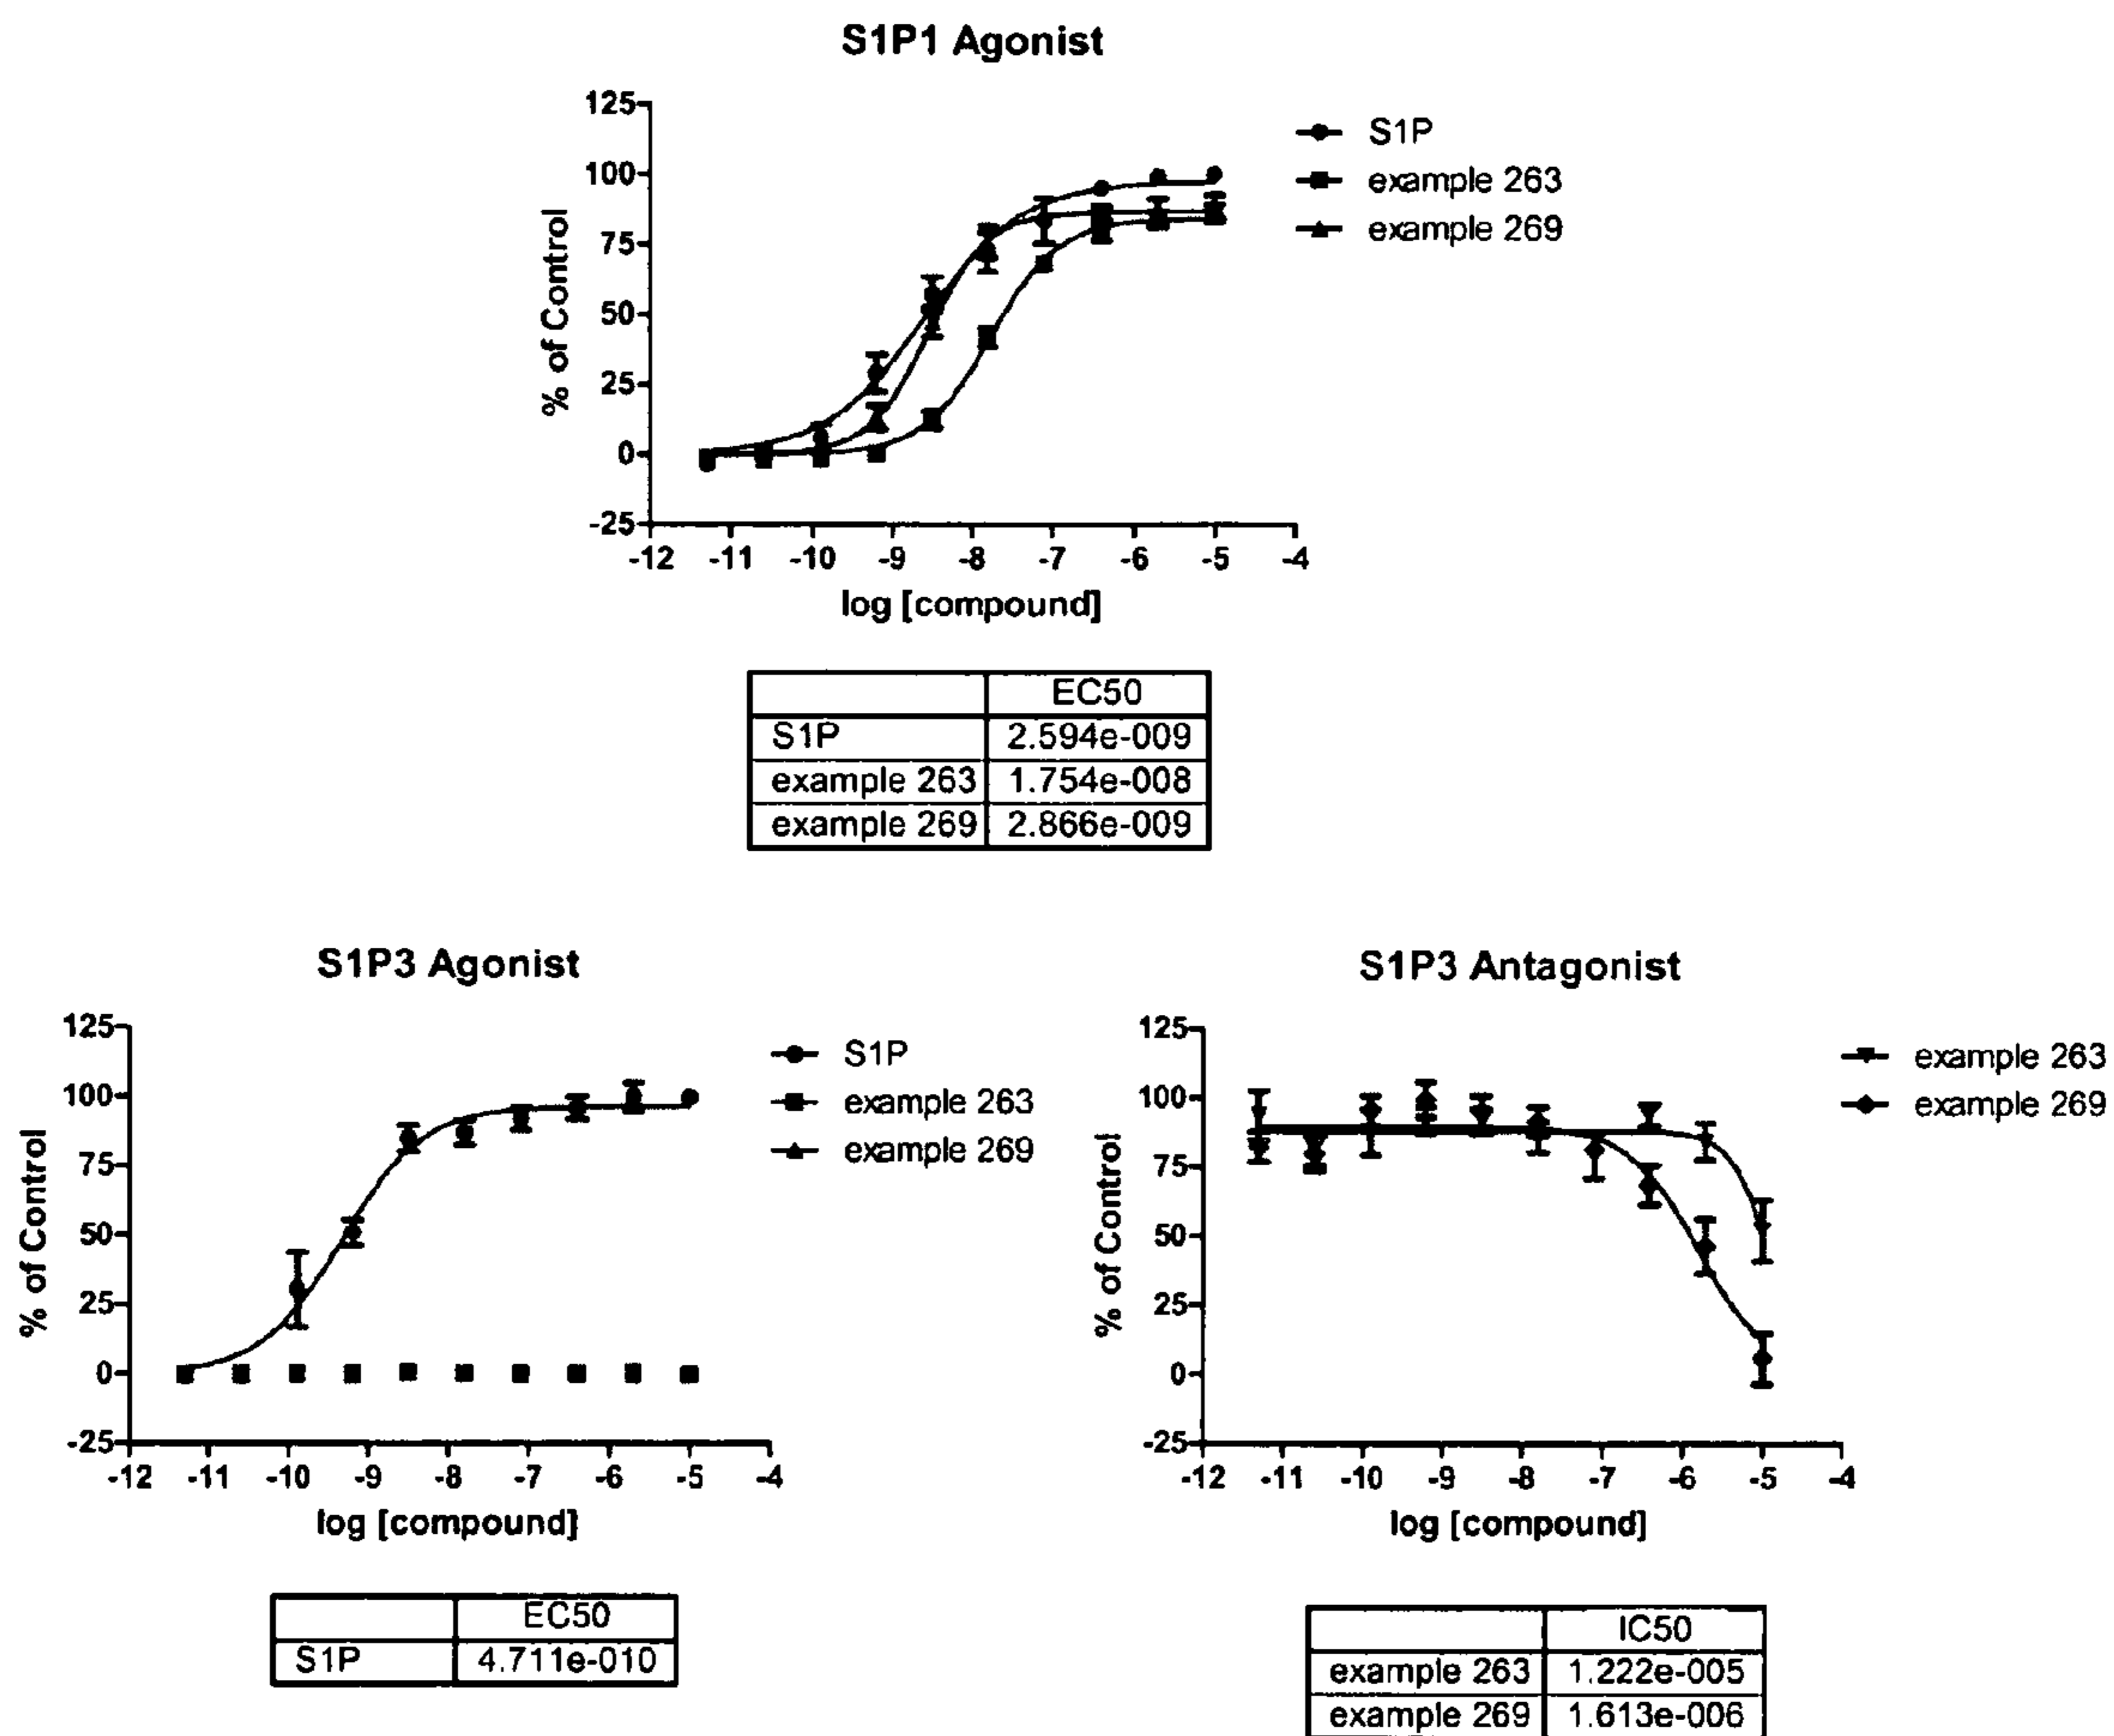 S1P1 Agonist
125
100
75
50
25
0
-25
% of Control
-12 -11 -10 -9 -8 -7 -6 -5 -4
log [compound]
S1P
example 263
example 269
EC50
S1P 2.594e-009
example 263 1.754e-008
example 269 2.866e-009
S1P3 Agonist
125
100
75
50
25
0
-25
% of Control
-12 -11 -10 -9 -8 -7 -6 -5 -4
log [compound]
S1P
example 263
example 269
EC50
S1P 4.711e-010
S1P3 Antagonist
125
100
75
50
25
0
-25
% of Control
-12 -11 -10 -9 -8 -7 -6 -5 -4
log [compound]
example 263
example 269
IC50
example 263 1.222e-005
example 269 1.613e-006